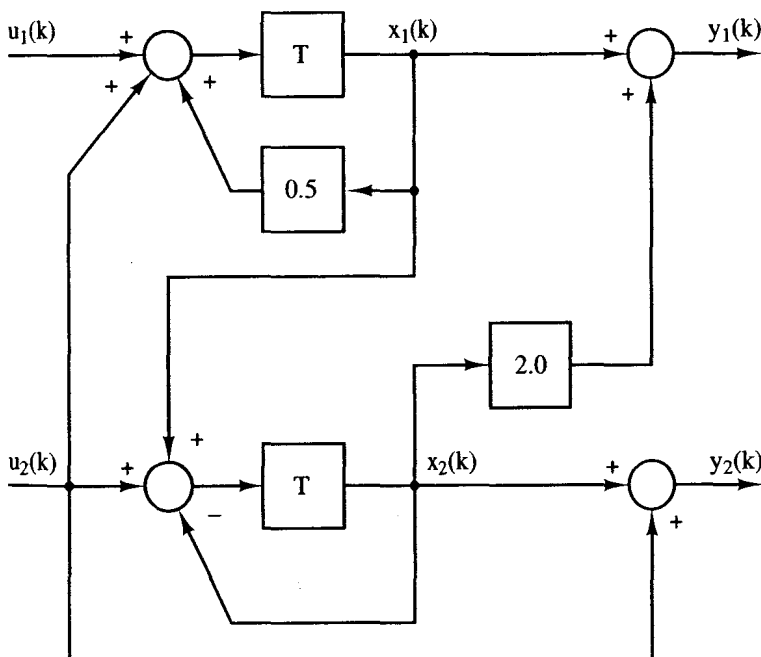 u₁(k) + T x₁(k) + y₁(k)
+ + +
0.5
2.0
+
u₂(k) + T x₂(k) + y₂(k)
− +